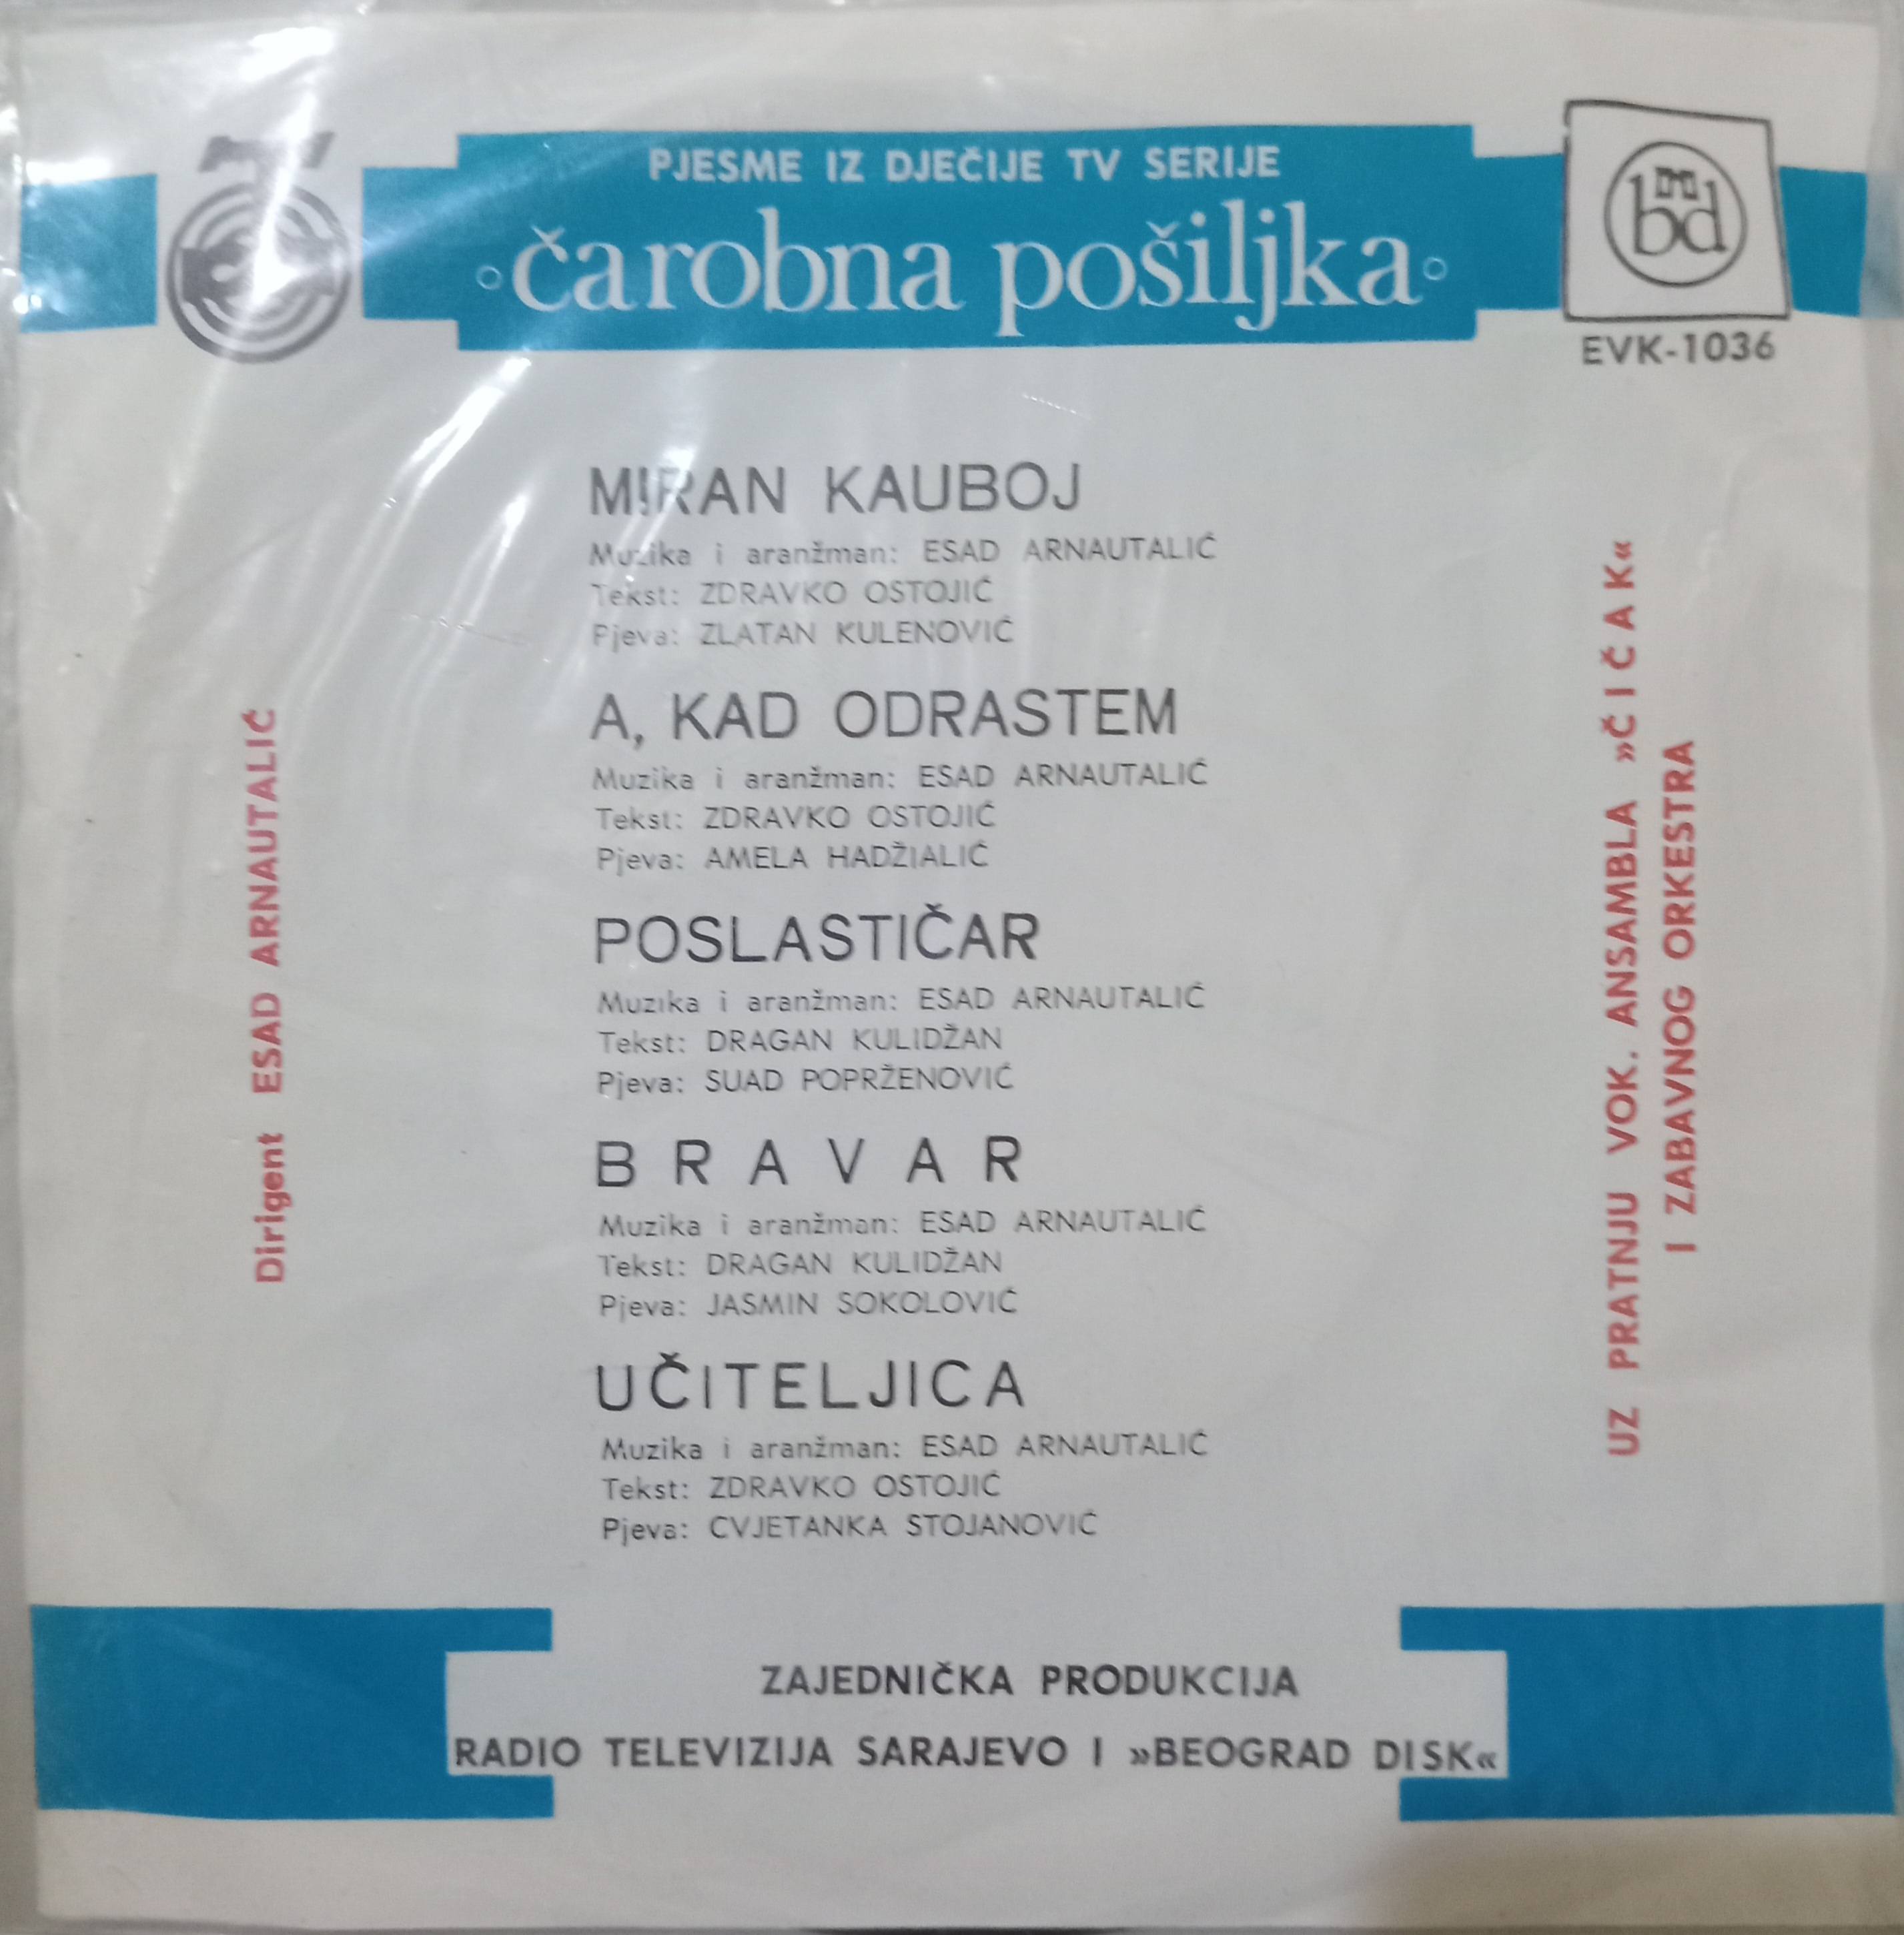 PJESME IZ DJEČIJE TV SERIJE
čarobna pošiljka
mbd
EVK-1036
MIRAN KAUBOJ
Muzika i aranžman: ESAD ARNAUTALIĆ
Tekst: ZDRAVKO OSTOJIĆ
Pjeva: ZLATAN KULENOVIĆ
A, KAD ODRASTEM
Muzika i aranžman: ESAD ARNAUTALIĆ
Tekst: ZDRAVKO OSTOJIĆ
Pjeva: AMELA HADŽIALIĆ
POSLASTIČAR
Muzika i aranžman: ESAD ARNAUTALIĆ
Tekst: DRAGAN KULIDŽAN
Pjeva: SUAD POPRŽENOVIĆ
BRAVAR
Muzika i aranžman: ESAD ARNAUTALIĆ
Tekst: DRAGAN KULIDŽAN
Pjeva: JASMIN SOKOLOVIĆ
UČITELJICA
Muzika i aranžman: ESAD ARNAUTALIĆ
Tekst: ZDRAVKO OSTOJIĆ
Pjeva: CVJETANKA STOJANOVIĆ
Dirigent ESAD ARNAUTALIĆ
UZ PRATNJU VOK. ANSAMBLA »ČIČAK«
I ZABAVNOG ORKESTRA
ZAJEDNIČKA PRODUKCIJA
RADIO TELEVIZIJA SARAJEVO I »BEOGRAD DISK«